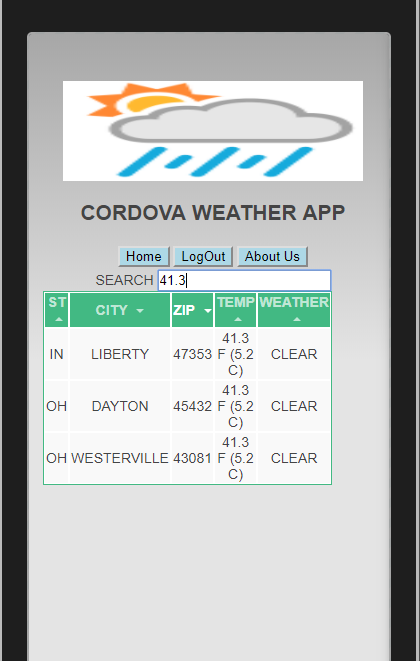 CORDOVA WEATHER APP
Home LogOut About Us
SEARCH 41.3
ST CITY ZIP TEMP WEATHER
IN LIBERTY 47353 41.3 F (5.2 C) CLEAR
OH DAYTON 45432 41.3 F (5.2 C) CLEAR
OH WESTERVILLE 43081 41.3 F (5.2 C) CLEAR